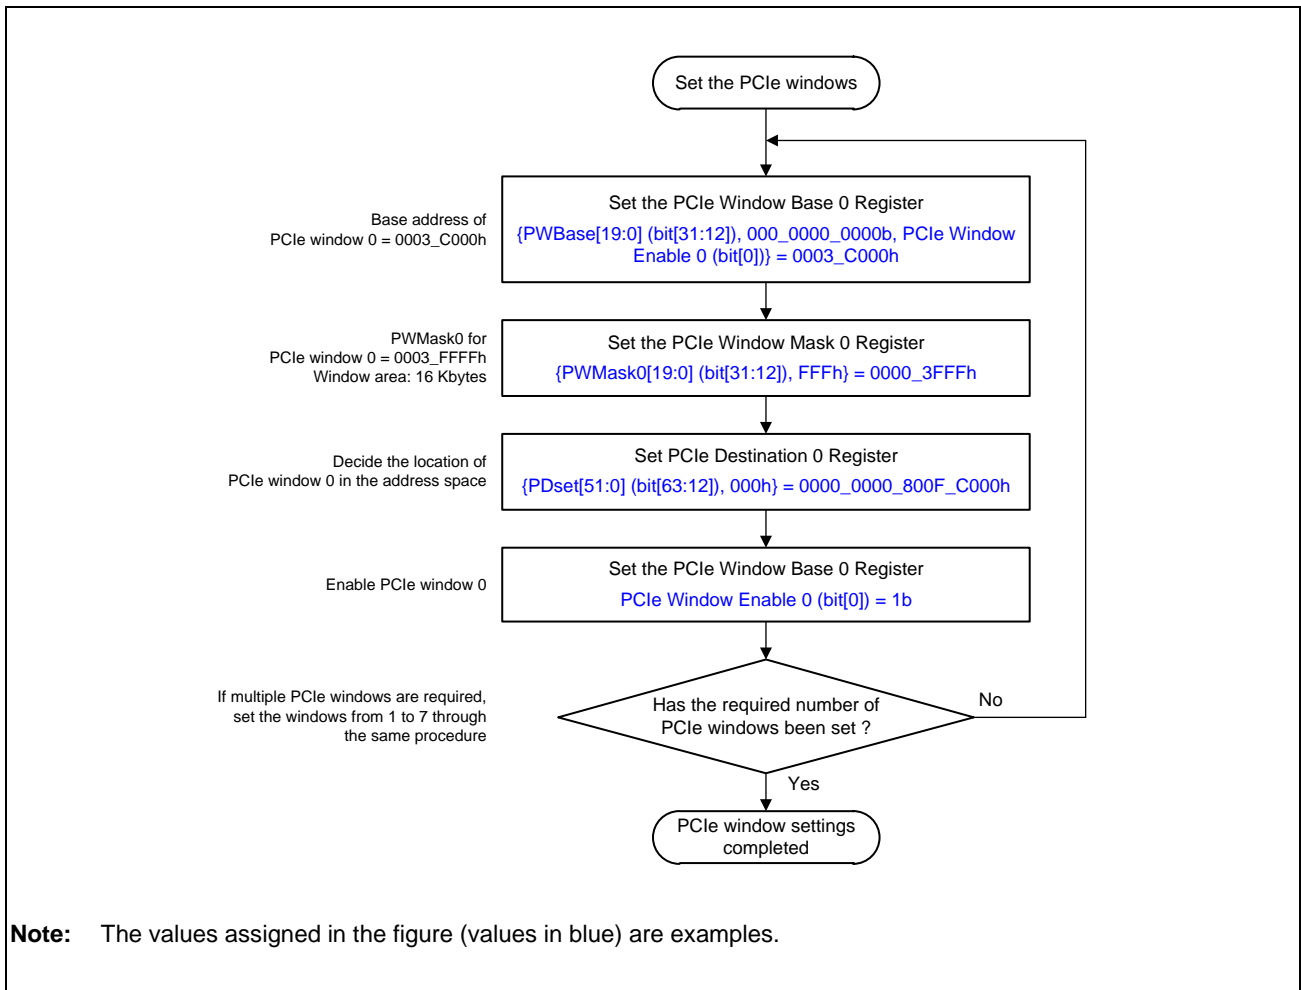 Set the PCIe windows
Base address of
PCIe window 0 = 0003_C000h
Set the PCIe Window Base 0 Register
{PWBase[19:0] (bit[31:12]), 000_0000_0000b, PCIe Window
Enable 0 (bit[0])} = 0003_C000h
PWMask0 for
PCIe window 0 = 0003_FFFFh
Window area: 16 Kbytes
Set the PCIe Window Mask 0 Register
{PWMask0[19:0] (bit[31:12]), FFFh} = 0000_3FFFh
Decide the location of
PCIe window 0 in the address space
Set PCIe Destination 0 Register
{PDset[51:0] (bit[63:12]), 000h} = 0000_0000_800F_C000h
Enable PCIe window 0
Set the PCIe Window Base 0 Register
PCIe Window Enable 0 (bit[0]) = 1b
If multiple PCIe windows are required,
set the windows from 1 to 7 through
the same procedure
Has the required number of
PCIe windows been set ?
No
Yes
PCIe window settings
completed
Note: The values assigned in the figure (values in blue) are examples.